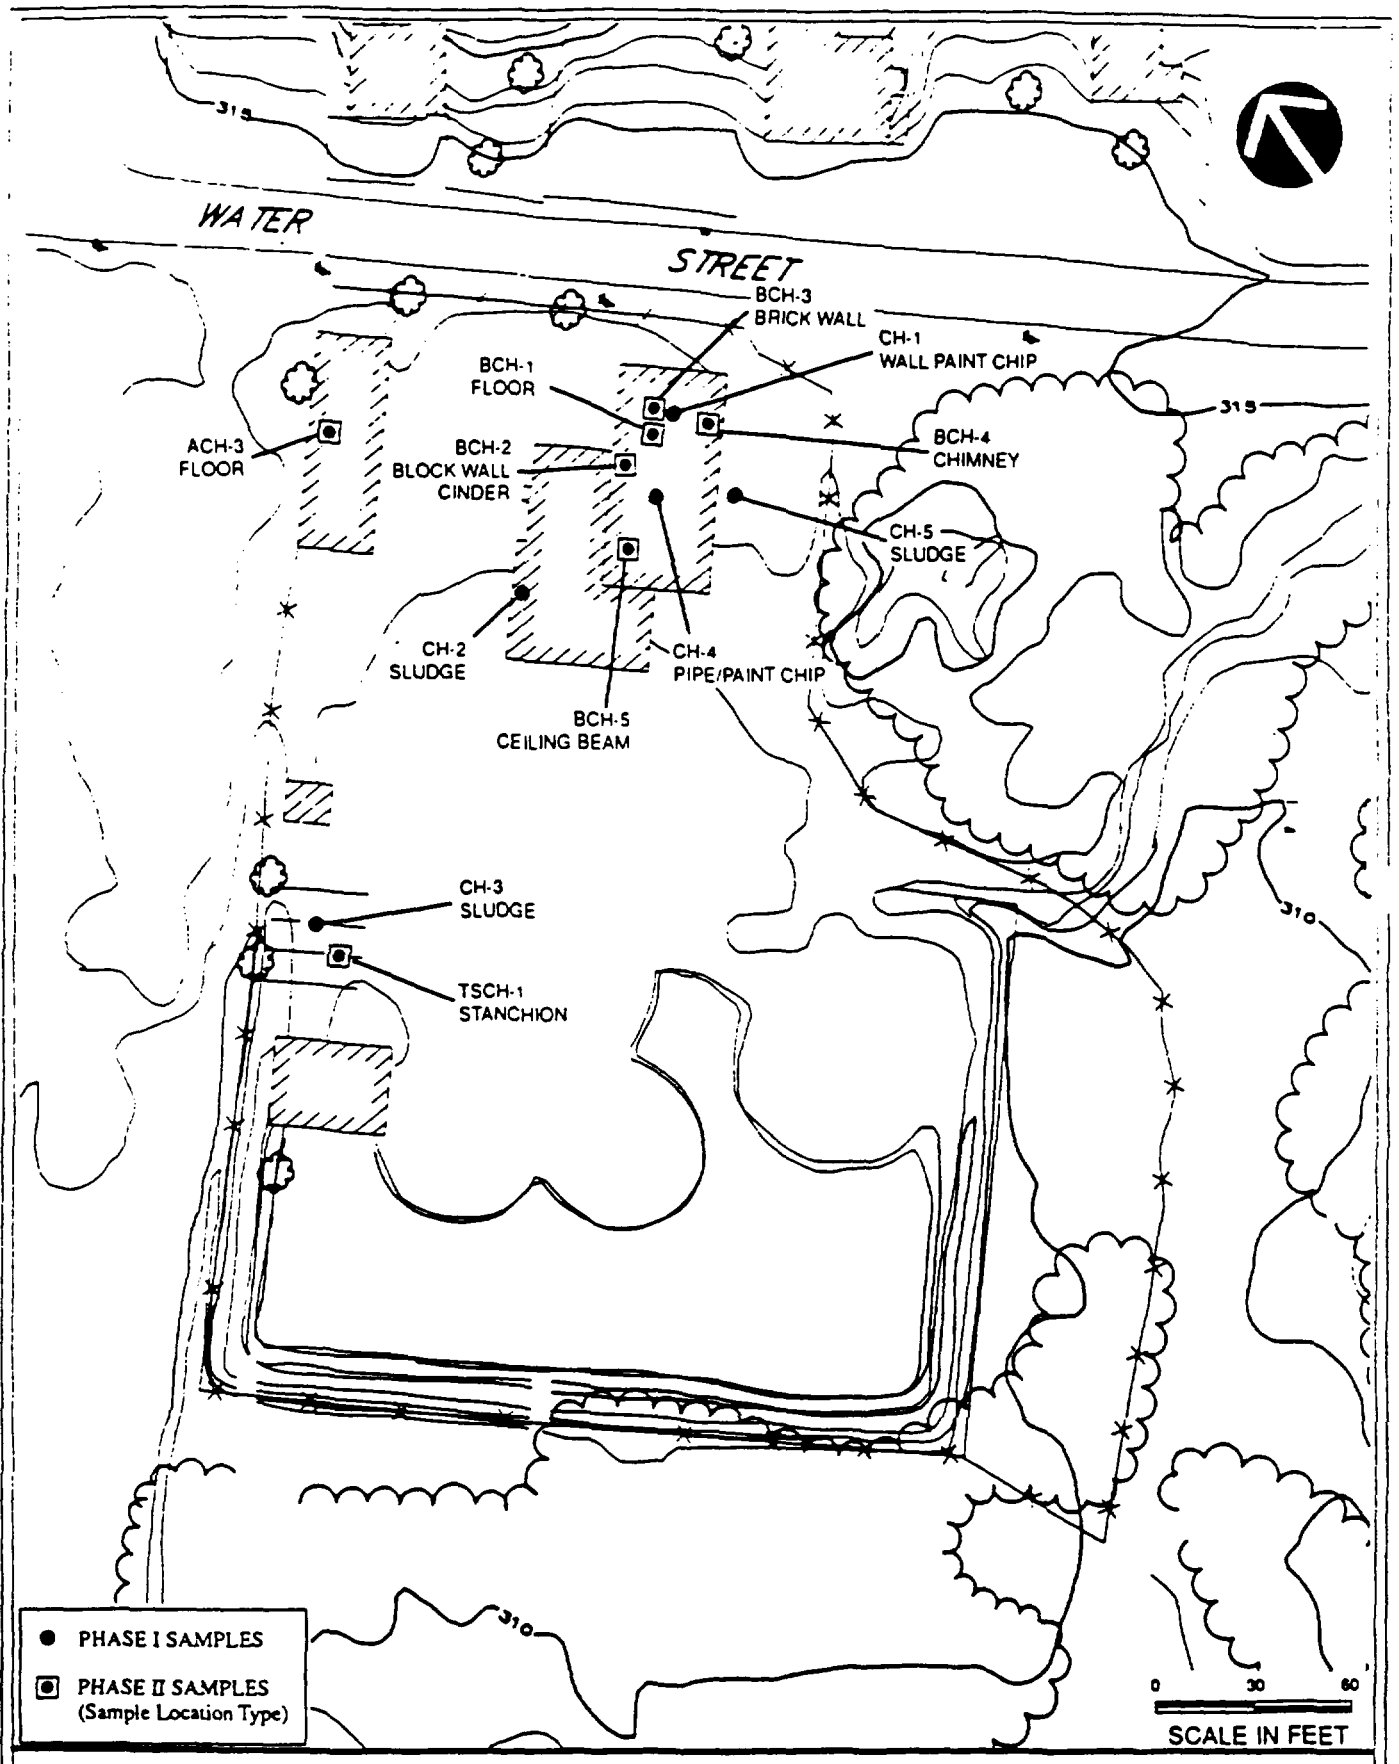 315
WATER STREET
BCH-3
BRICK WALL
CH-1
WALL PAINT CHIP
BCH-1
FLOOR
315
ACH-3
FLOOR
BCH-2
BLOCK WALL
CINDER
BCH-4
CHIMNEY
CH-5
SLUDGE
CH-2
SLUDGE
CH-4
PIPE/PAINT CHIP
BCH-5
CEILING BEAM
CH-3
SLUDGE
310
TSCH-1
STANCHION
310
PHASE I SAMPLES
PHASE II SAMPLES
(Sample Location Type)
0 30 60
SCALE IN FEET